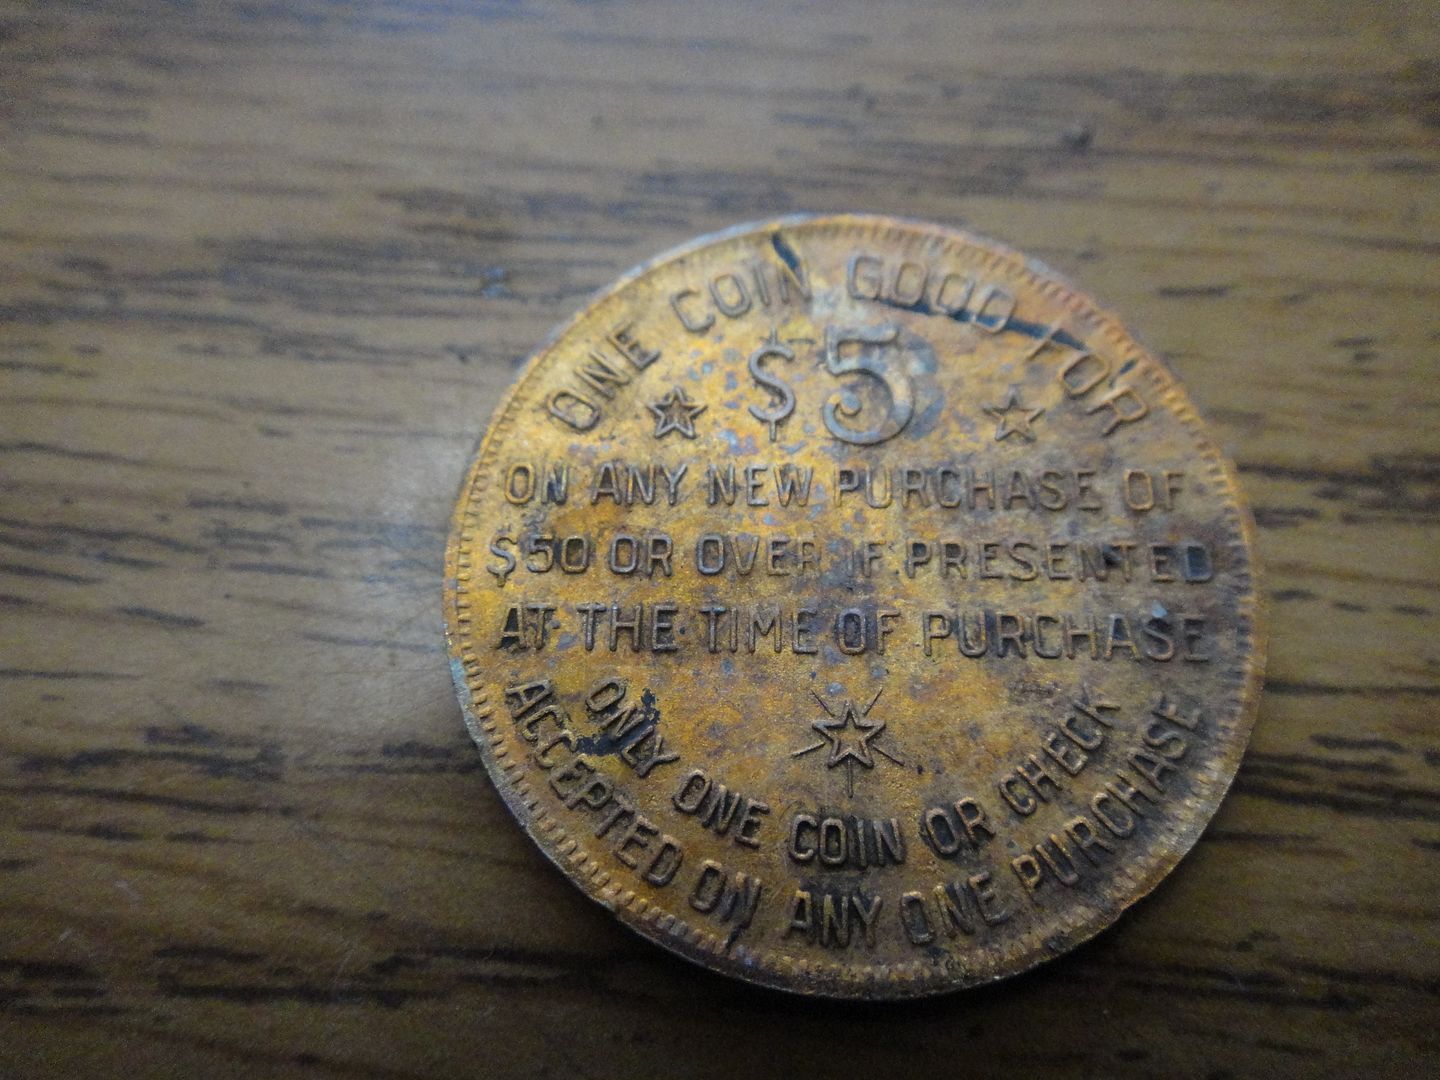 ONE COIN GOOD FOR
$5
ON ANY NEW PURCHASE OF
$50 OR OVER IF PRESENTED
AT THE TIME OF PURCHASE
ONLY ONE COIN OR CHECK
ACCEPTED ON ANY ONE PURCHASE